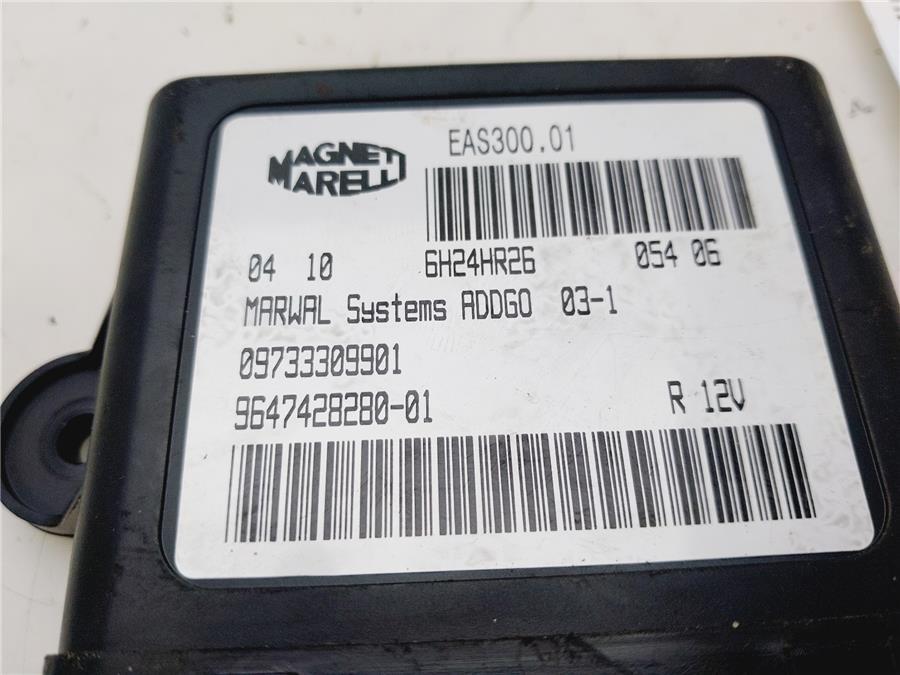 MAGNETI
MARELLI
EAS300.01
04 10 6H24HR26 054 06
MARWAL Systems ADDGO 03-1
09733309901
9647428280-01 R 12V